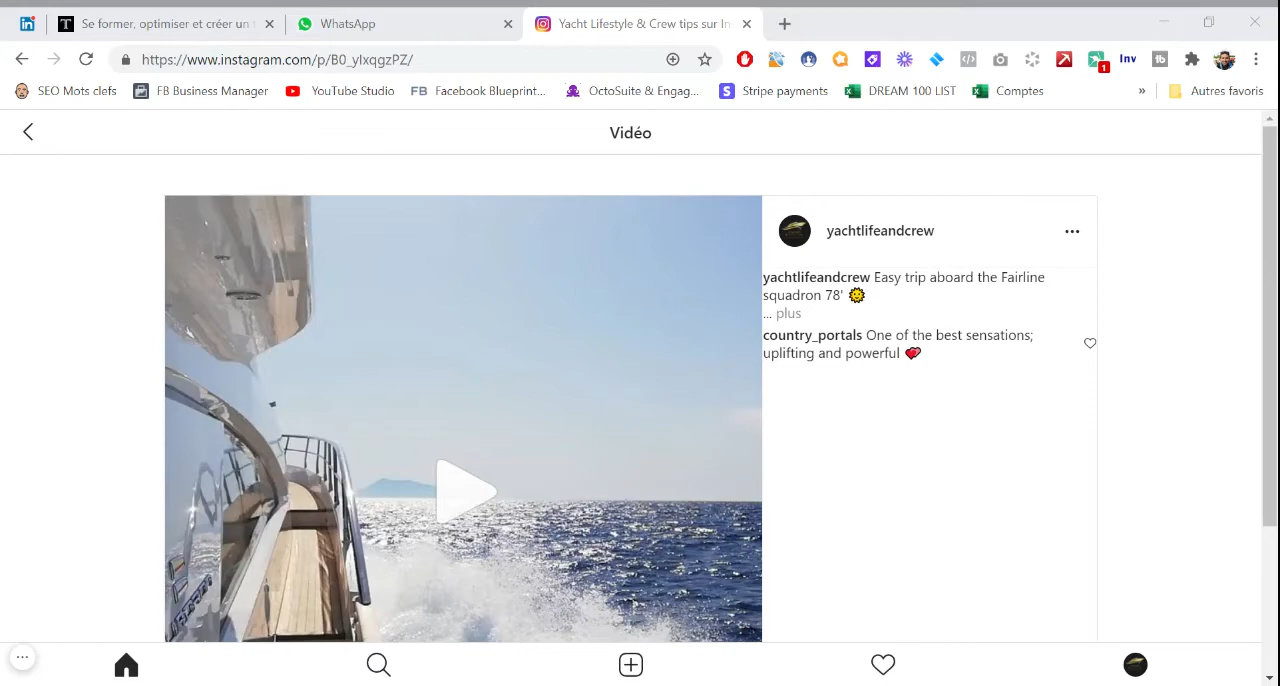 Se former, optimiser et créer un t
WhatsApp
Yacht Lifestyle & Crew tips sur In
https://www.instagram.com/p/B0_ylxqgzPZ/
1
Inv
tb
SEO Mots clefs
FB Business Manager
YouTube Studio
FB Facebook Blueprint...
OctoSuite & Engag...
S Stripe payments
DREAM 100 LIST
Comptes
»
Autres favoris
Vidéo
yachtlifeandcrew
yachtlifeandcrew Easy trip aboard the Fairline
squadron 78' 🌞
... plus
country_portals One of the best sensations;
uplifting and powerful 💕